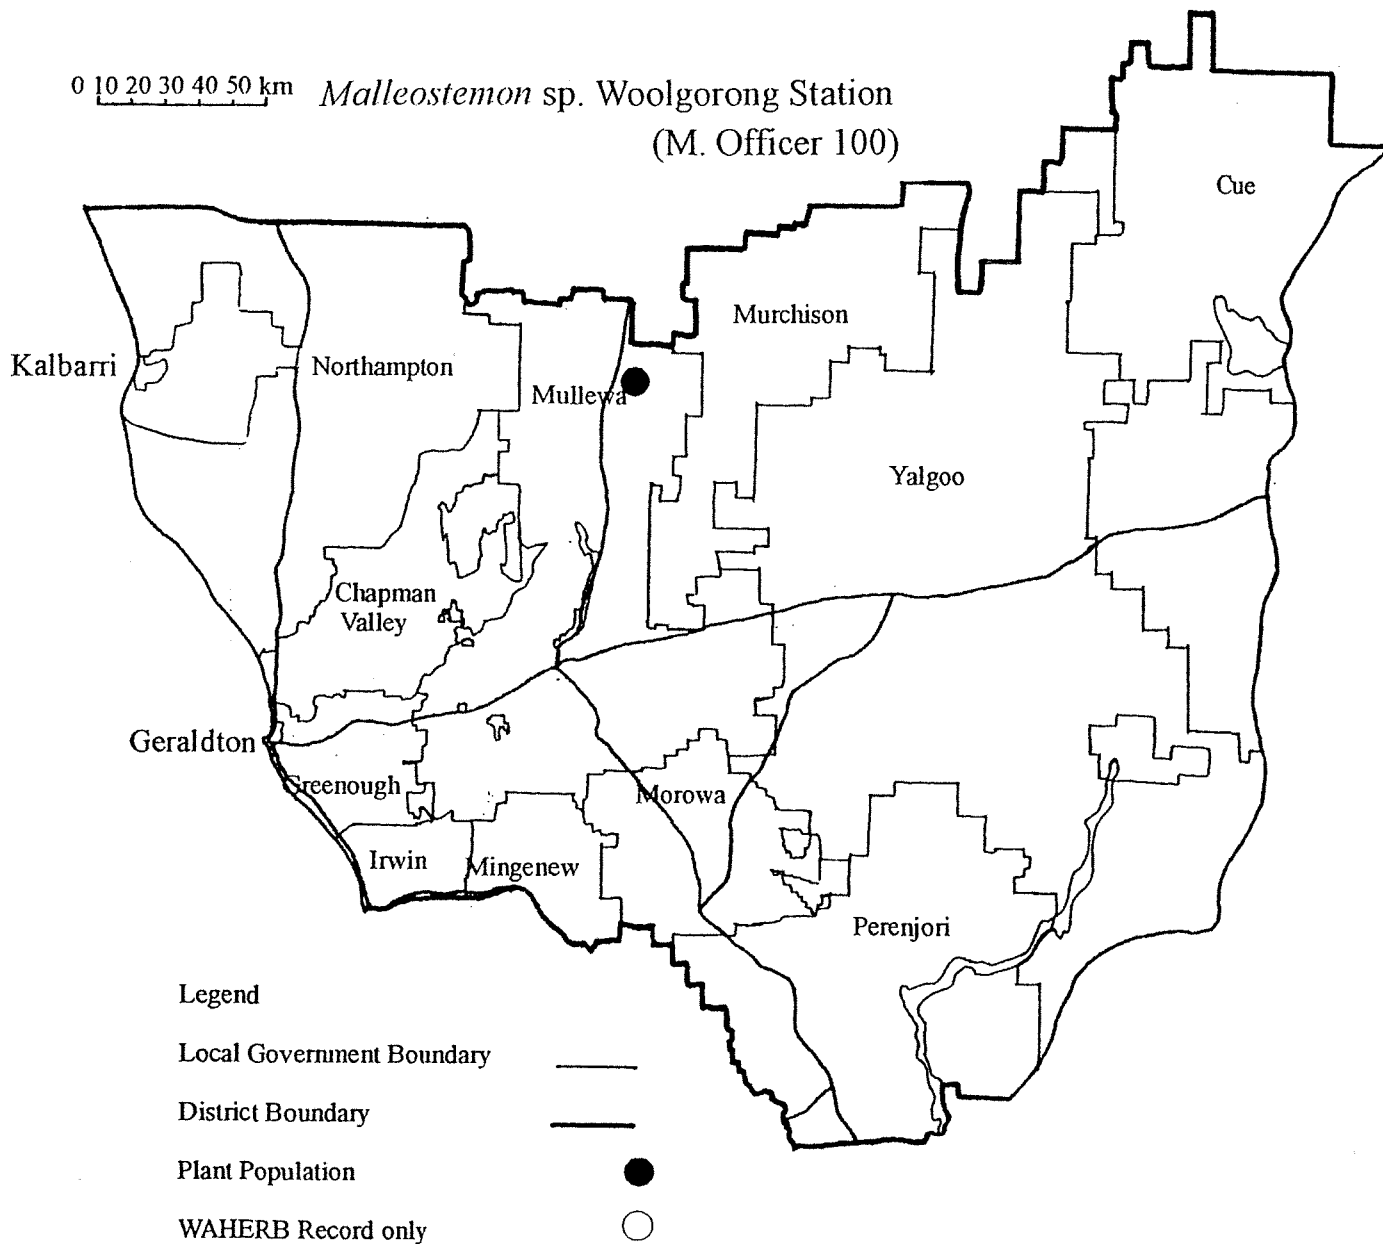 0 10 20 30 40 50 km
Malleostemon sp. Woolgorong Station
(M. Officer 100)
Cue
Murchison
Kalbarri
Northampton
Mullewa
Yalgoo
Chapman
Valley
Geraldton
Greenough
Morowa
Irwin
Mingenew
Perenjori
Legend
Local Government Boundary
District Boundary
Plant Population
WAHERB Record only